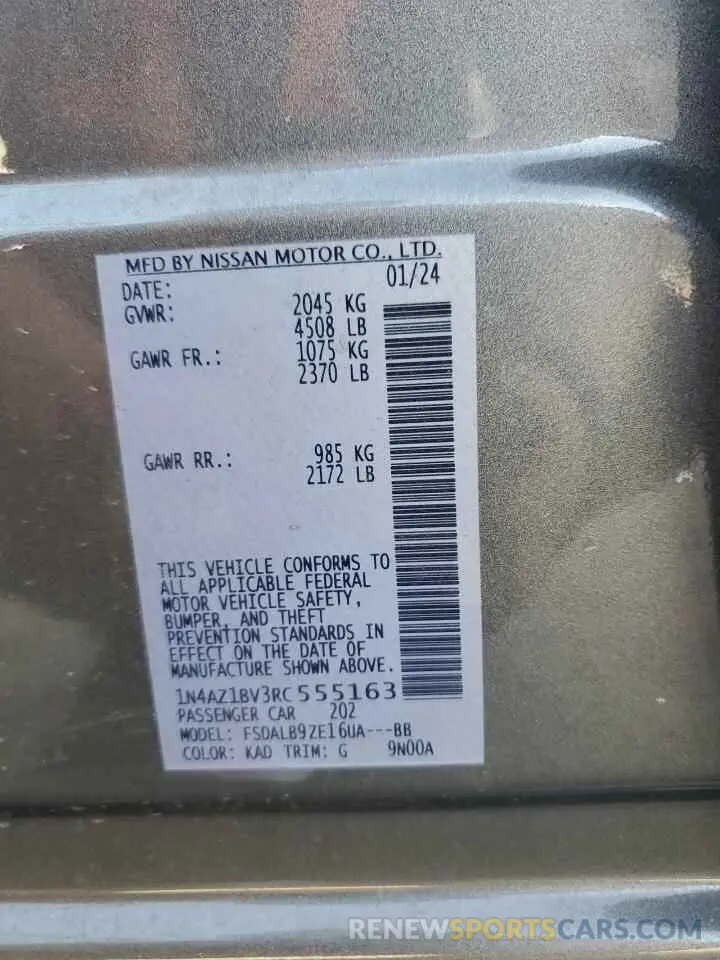 MFD BY NISSAN MOTOR CO., LTD.
DATE: 01/24
GVWR: 2045 KG
4508 LB
GAWR FR.: 1075 KG
2370 LB
GAWR RR.: 985 KG
2172 LB
THIS VEHICLE CONFORMS TO
ALL APPLICABLE FEDERAL
MOTOR VEHICLE SAFETY,
BUMPER, AND THEFT
PREVENTION STANDARDS IN
EFFECT ON THE DATE OF
MANUFACTURE SHOWN ABOVE.
1N4AZ1BV3RC555163
PASSENGER CAR 202
MODEL: FSDALB9ZE16UA---BB
COLOR: KAD TRIM: G 9N00A
RENEWSPORTSCARS.COM